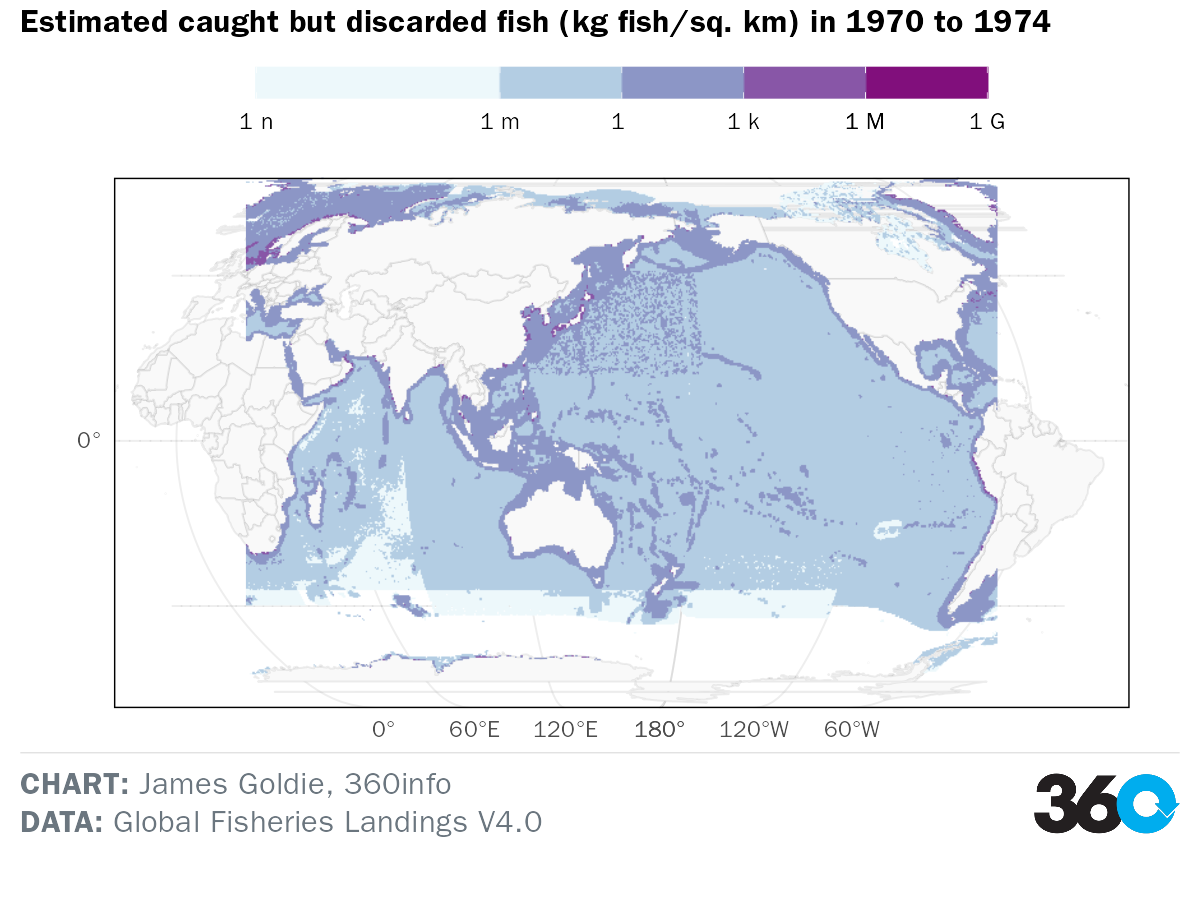 Estimated caught but discarded fish (kg fish/sq. km) in 1970 to 1974
1 n 1 m 1 1 k 1 M 1 G
0°
0° 60°E 120°E 180° 120°W 60°W
CHART: James Goldie, 360info
DATA: Global Fisheries Landings V4.0
360